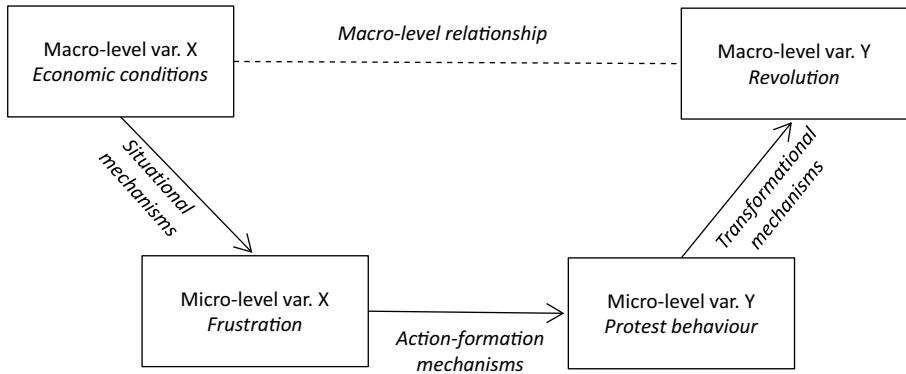 Macro-level var. X
Economic conditions
Macro-level relationship
Macro-level var. Y
Revolution
Situational
mechanisms
Transformational
mechanisms
Micro-level var. X
Frustration
Action-formation
mechanisms
Micro-level var. Y
Protest behaviour